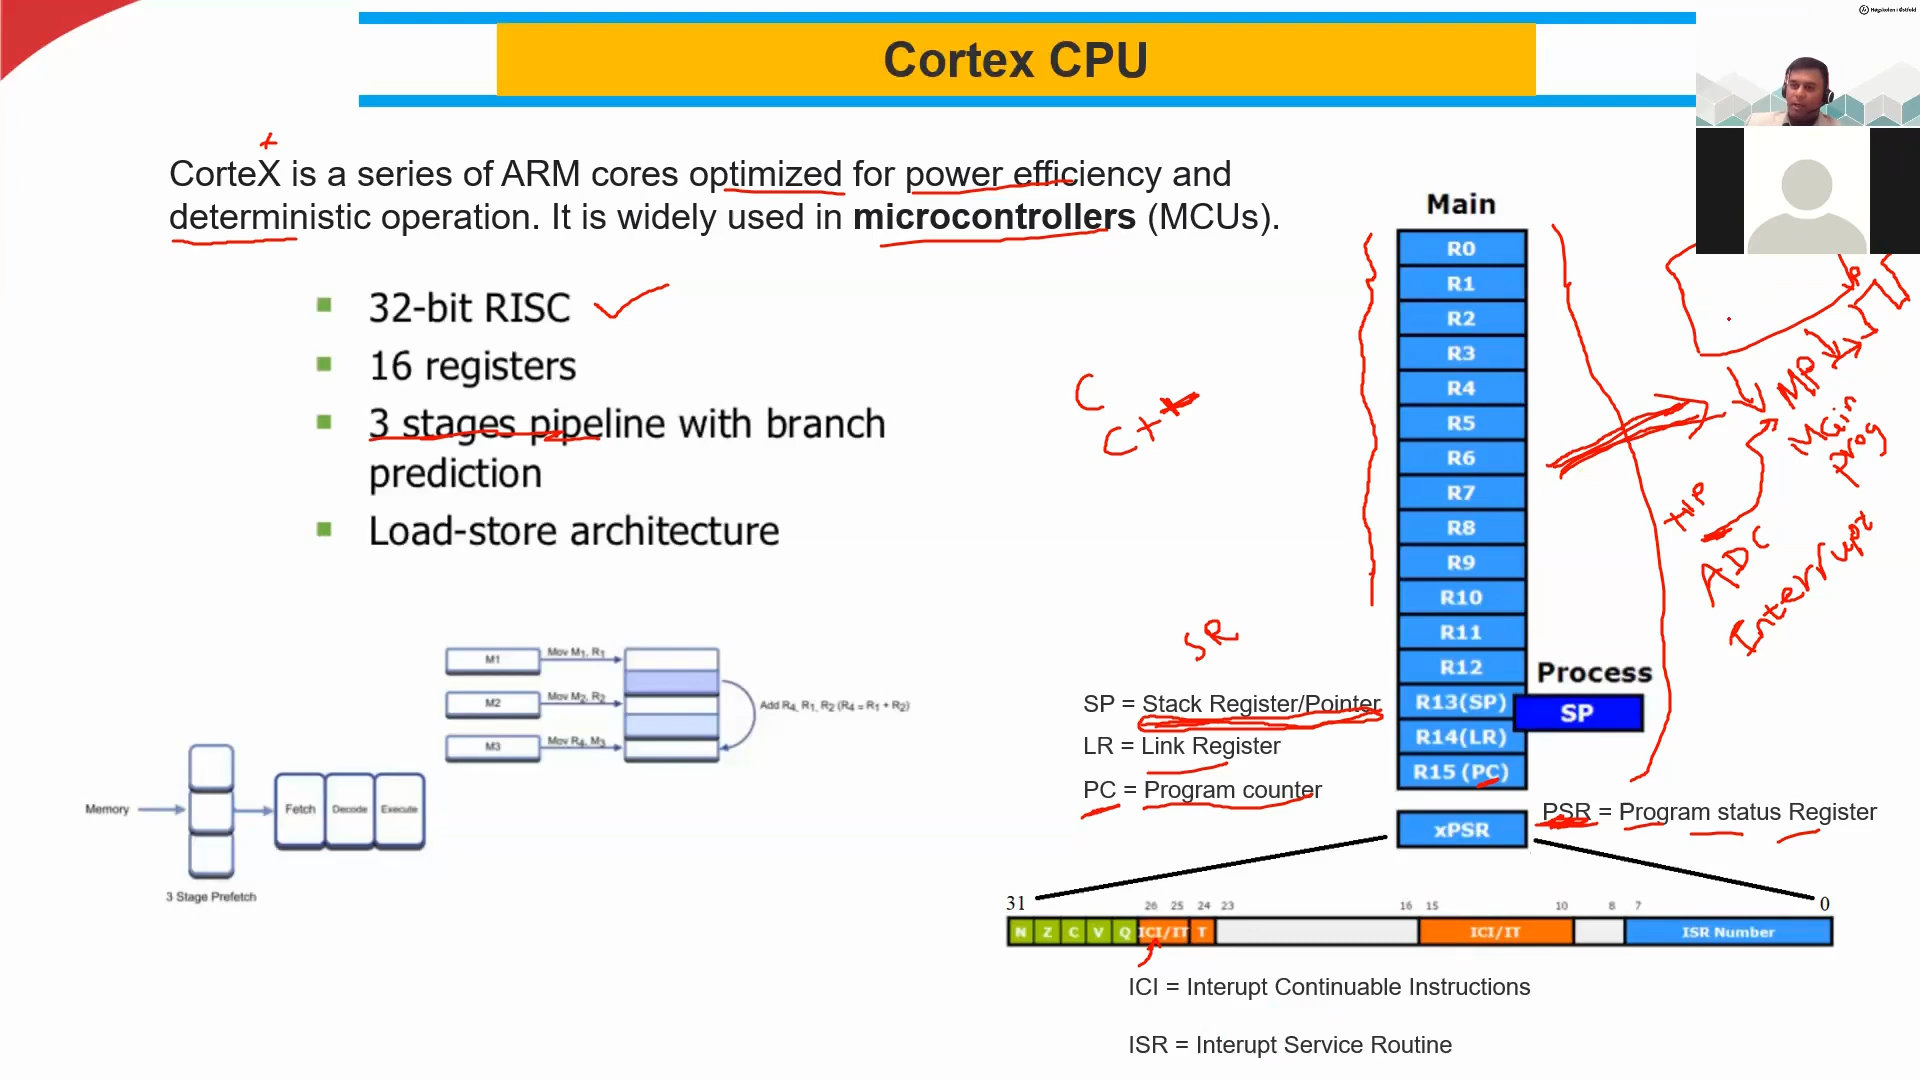 Høgskolen i Østfold
Cortex CPU
CorteX is a series of ARM cores optimized for power efficiency and
deterministic operation. It is widely used in microcontrollers (MCUs).
32-bit RISC
16 registers
3 stages pipeline with branch
prediction
Load-store architecture
C
C++
SR
M1
Mov M1, R1
M2
Mov M2, R2
M3
Mov R4, M3
Add R4, R1, R2 (R4 = R1 + R2)
Memory
Fetch
Decode
Execute
3 Stage Prefetch
Main
R0
R1
R2
R3
R4
R5
R6
R7
R8
R9
R10
R11
R12
R13(SP)
R14(LR)
R15 (PC)
Process
SP
MP
Main
Prog
ADC
Interrupt
SP = Stack Register/Pointer
LR = Link Register
PC = Program counter
xPSR
PSR = Program status Register
31
26 25 24 23 16 15 10 8 7
0
N Z C V Q ICI/IT T ICI/IT ISR Number
ICI = Interupt Continuable Instructions
ISR = Interupt Service Routine